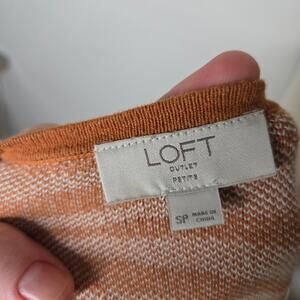 LOFT
OUTLET
PETITE
SP
MADE IN
CHINA